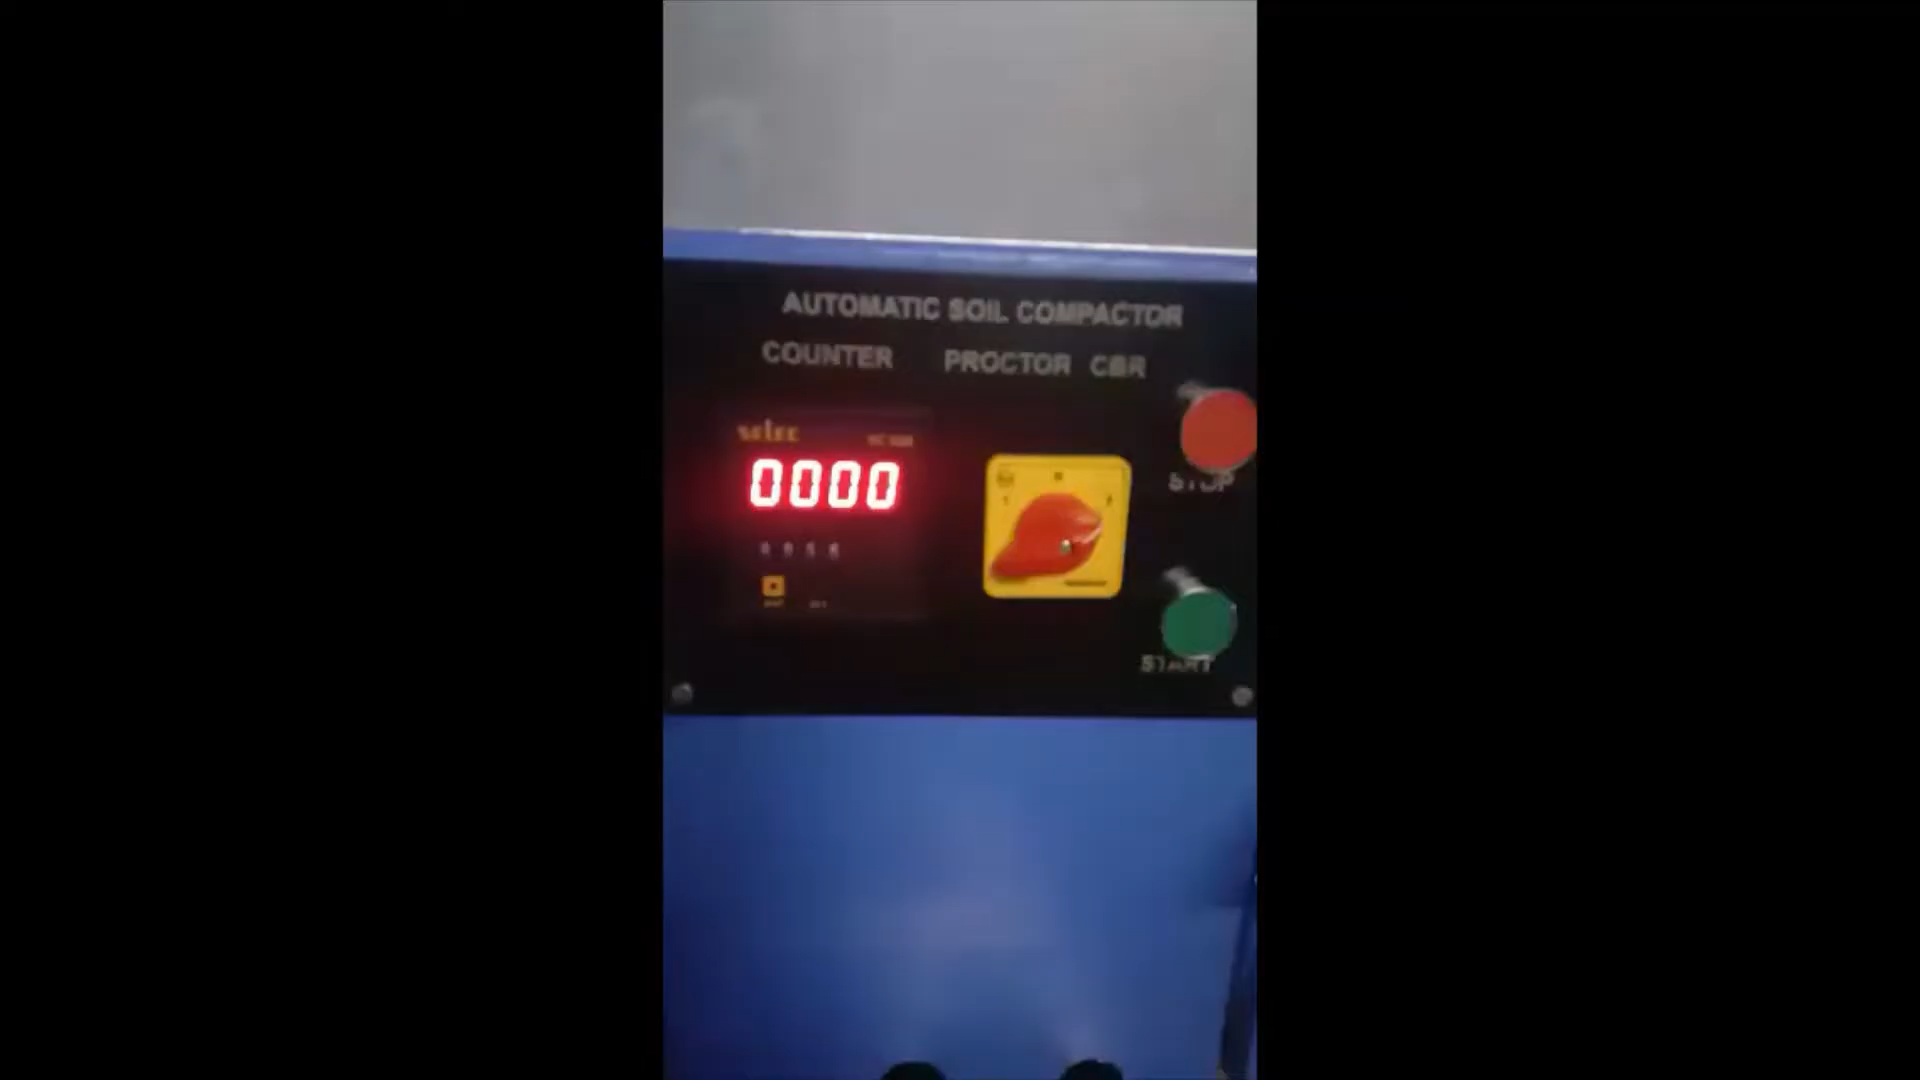 AUTOMATIC SOIL COMPACTOR
COUNTER PROCTOR CBR
selec
0000
STOP
START